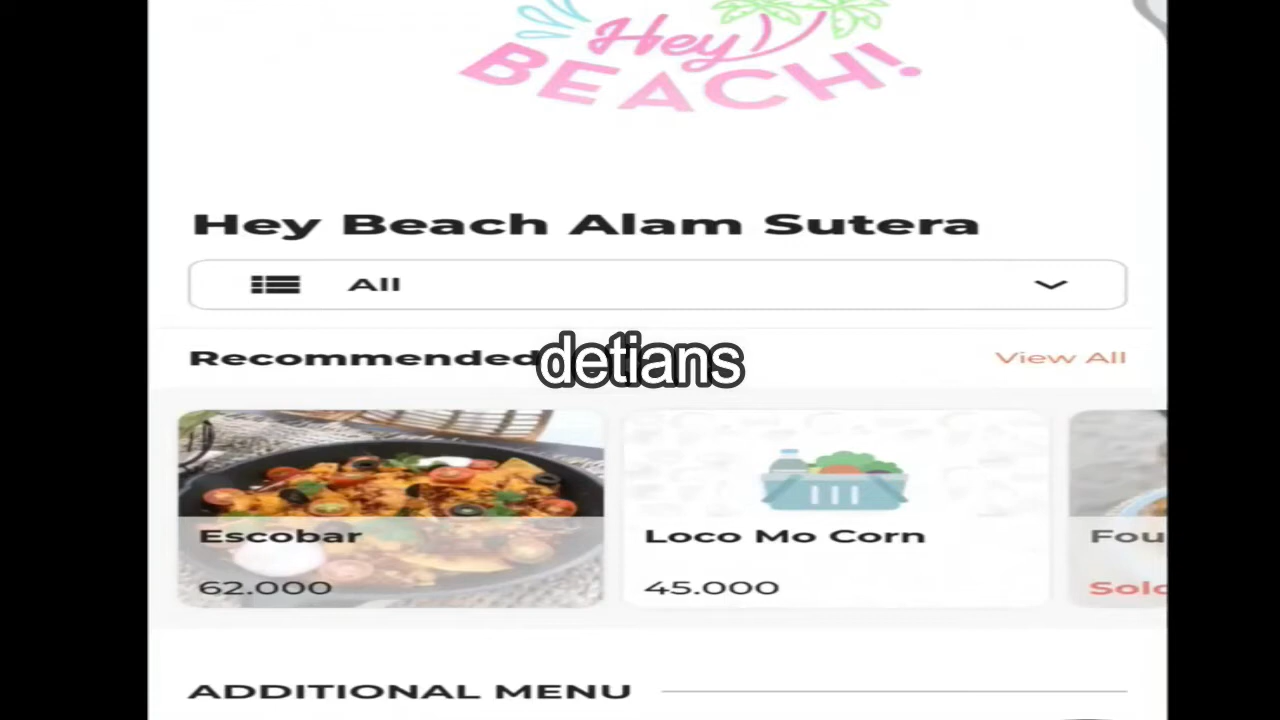 Hey
BEACH!
Hey Beach Alam Sutera
All
Recommended
detians
View All
Escobar
62.000
Loco Mo Corn
45.000
Fou
Sold
ADDITIONAL MENU